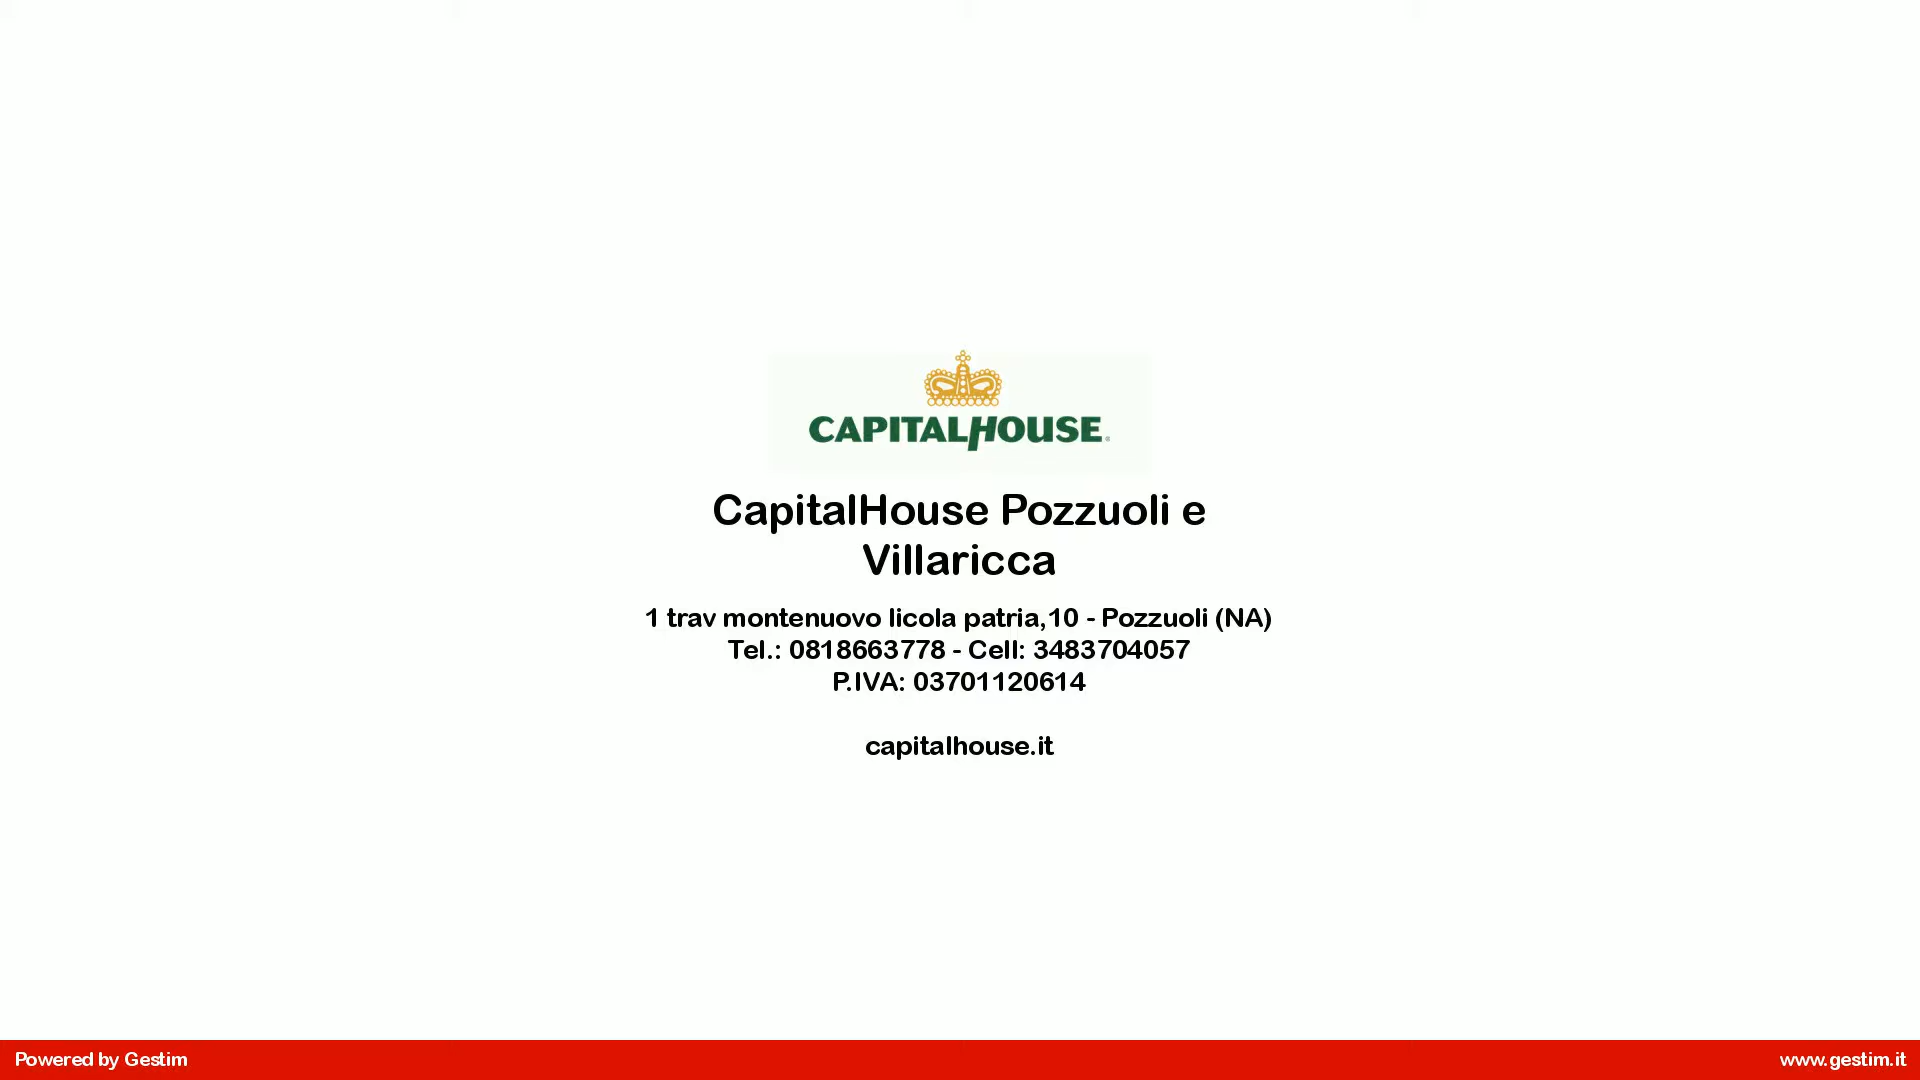 CAPITALHOUSE
CapitalHouse Pozzuoli e
Villaricca
1 trav montenuovo licola patria,10 - Pozzuoli (NA)
Tel.: 0818663778 - Cell: 3483704057
P.IVA: 03701120614
capitalhouse.it
Powered by Gestim
www.gestim.it